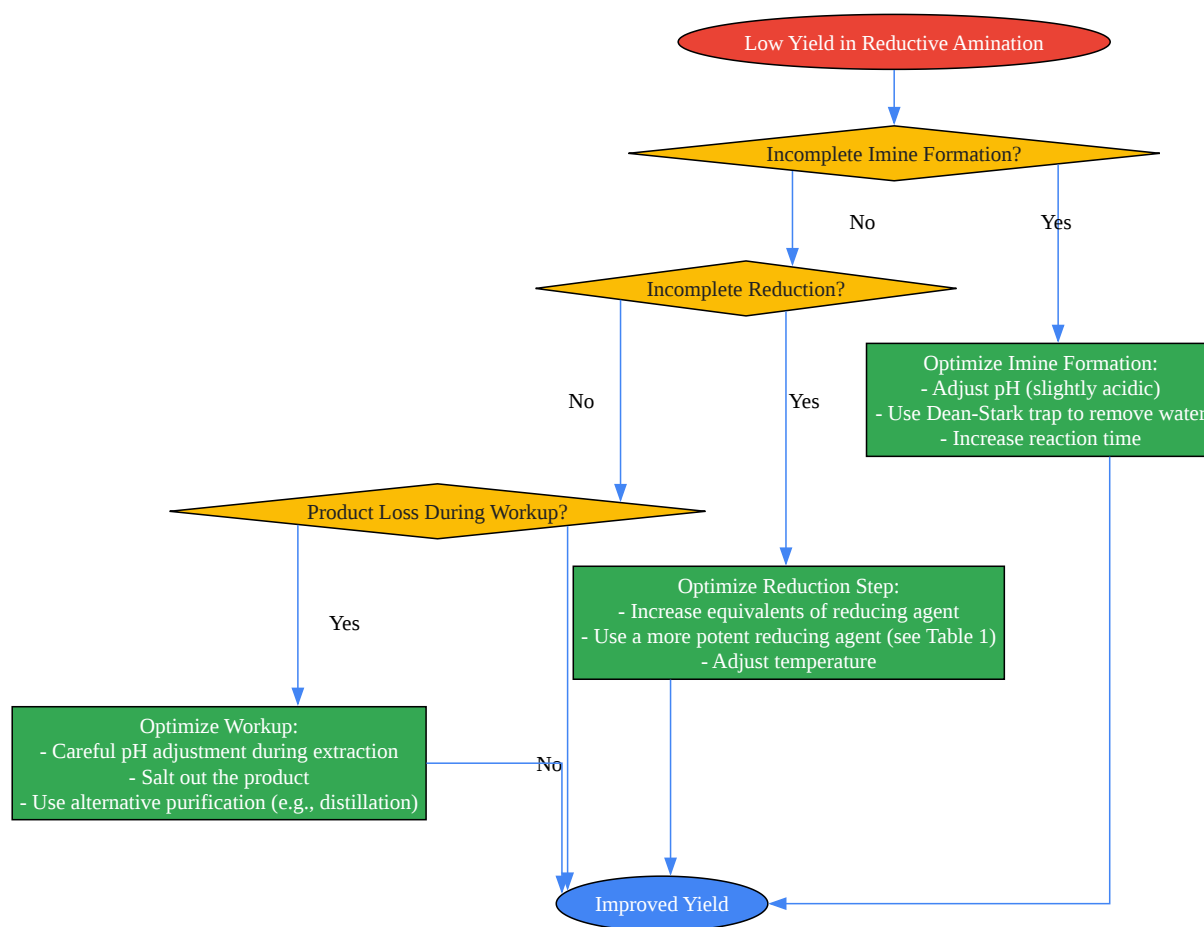 Low Yield in Reductive Amination
Incomplete Imine Formation?
No
Yes
Incomplete Reduction?
Optimize Imine Formation:
- Adjust pH (slightly acidic)
- Use Dean-Stark trap to remove water
- Increase reaction time
No
Yes
Product Loss During Workup?
Optimize Reduction Step:
- Increase equivalents of reducing agent
- Use a more potent reducing agent (see Table 1)
- Adjust temperature
Yes
Optimize Workup:
- Careful pH adjustment during extraction
- Salt out the product
- Use alternative purification (e.g., distillation)
No
Improved Yield